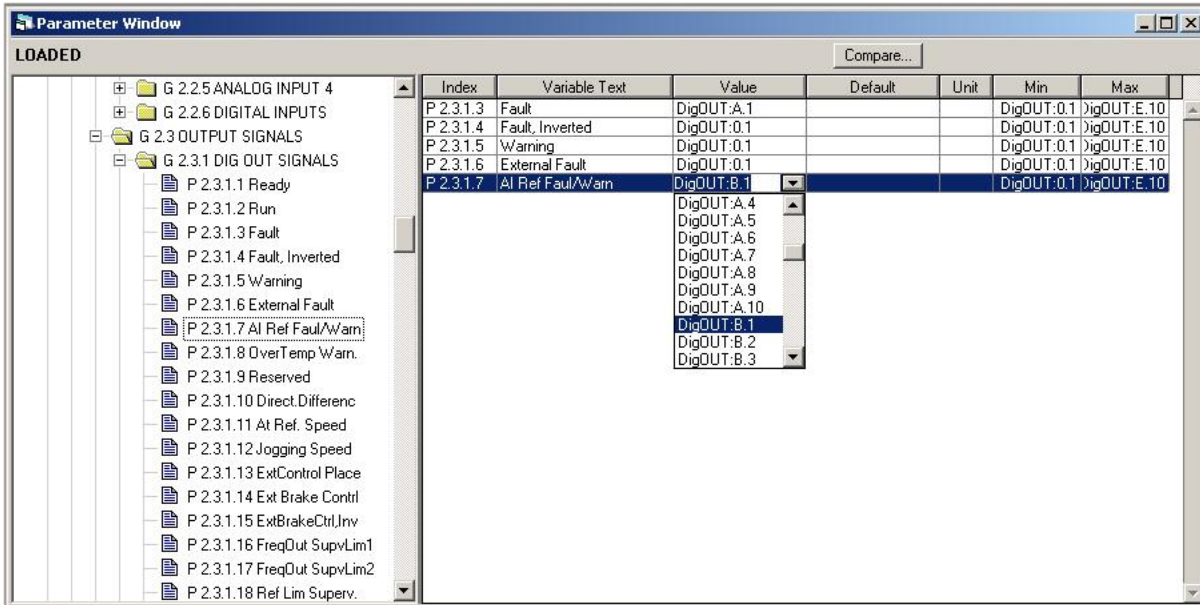 Parameter Window
LOADED
Compare...
G 2.2.5 ANALOG INPUT 4
G 2.2.6 DIGITAL INPUTS
G 2.3 OUTPUT SIGNALS
G 2.3.1 DIG OUT SIGNALS
P 2.3.1.1 Ready
P 2.3.1.2 Run
P 2.3.1.3 Fault
P 2.3.1.4 Fault, Inverted
P 2.3.1.5 Warning
P 2.3.1.6 External Fault
P 2.3.1.7 AI Ref Faul/Warn
P 2.3.1.8 OverTemp Warn.
P 2.3.1.9 Reserved
P 2.3.1.10 Direct.Differenc
P 2.3.1.11 At Ref. Speed
P 2.3.1.12 Jogging Speed
P 2.3.1.13 ExtControl Place
P 2.3.1.14 Ext Brake Contrl
P 2.3.1.15 ExtBrakeCtrl,Inv
P 2.3.1.16 FreqOut SupvLim1
P 2.3.1.17 FreqOut SupvLim2
P 2.3.1.18 Ref Lim Superv.
Index Variable Text Value Default Unit Min Max
P 2.3.1.3 Fault DigOUT:A.1 DigOUT:0.1 DigOUT:E.10
P 2.3.1.4 Fault, Inverted DigOUT:0.1 DigOUT:0.1 DigOUT:E.10
P 2.3.1.5 Warning DigOUT:0.1 DigOUT:0.1 DigOUT:E.10
P 2.3.1.6 External Fault DigOUT:0.1 DigOUT:0.1 DigOUT:E.10
P 2.3.1.7 AI Ref Faul/Warn DigOUT:B.1 DigOUT:0.1 DigOUT:E.10
DigOUT:A.4
DigOUT:A.5
DigOUT:A.6
DigOUT:A.7
DigOUT:A.8
DigOUT:A.9
DigOUT:A.10
DigOUT:B.1
DigOUT:B.2
DigOUT:B.3